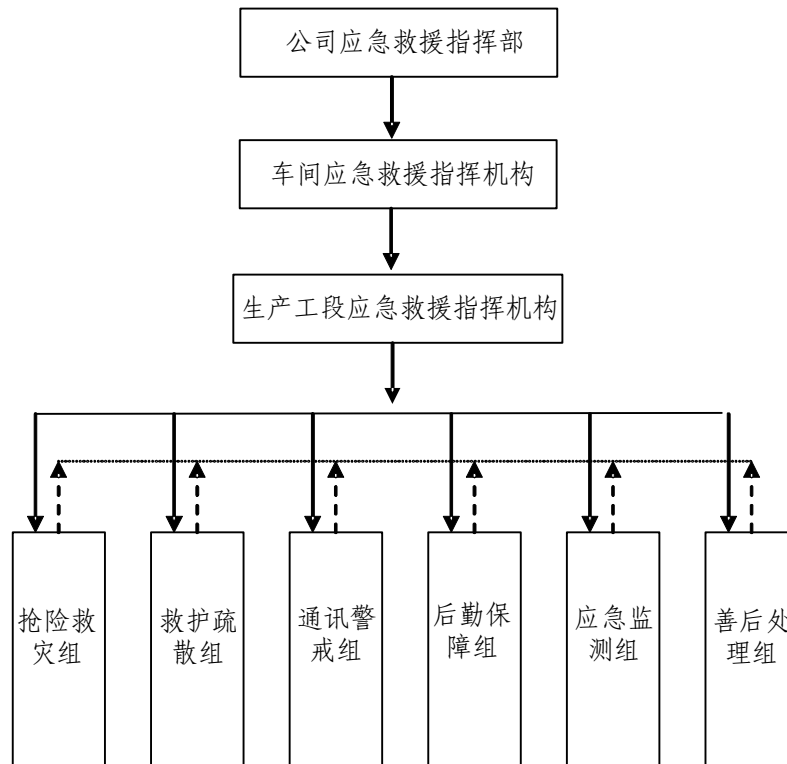 公司应急救援指挥部
车间应急救援指挥机构
生产工段应急救援指挥机构
抢险救
灾组
救护疏
散组
通讯警
戒组
后勤保
障组
应急监
测组
善后处
理组